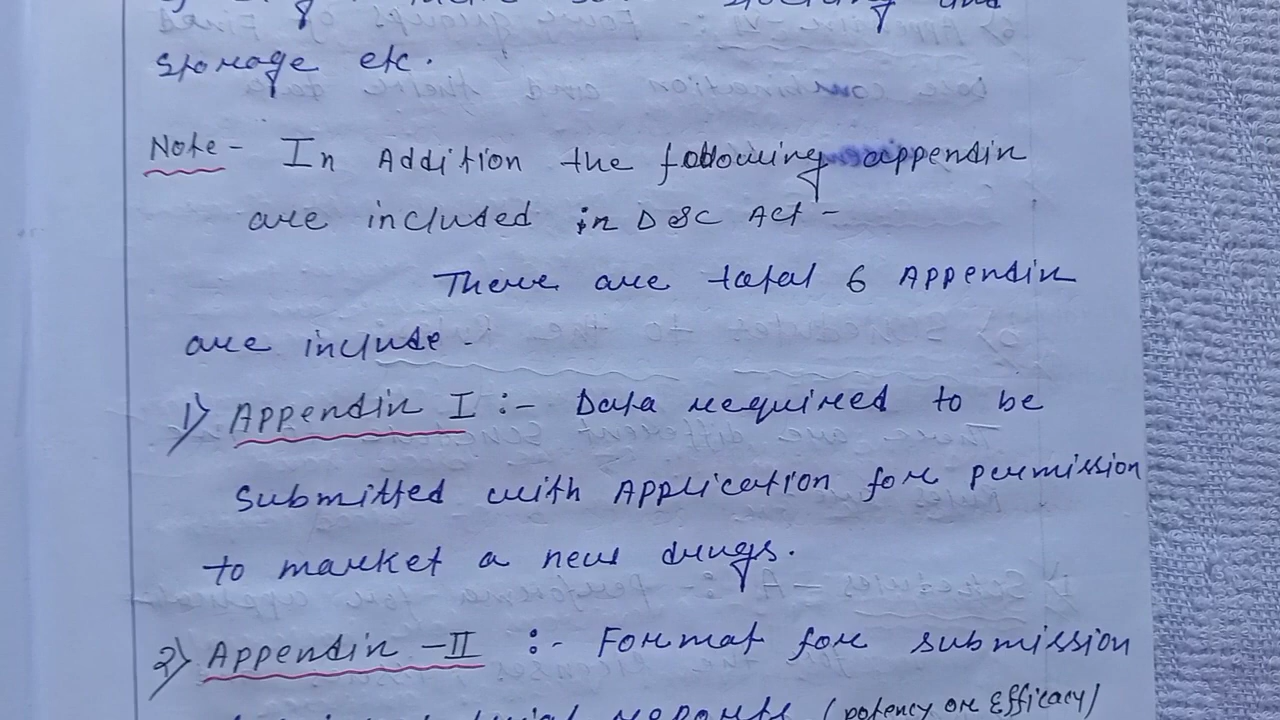 storage etc.
Note - In Addition the following appendix
are included in D & C Act -
There are total 6 Appendix
are include.
1) Appendix I :- Data required to be
submitted with Application for permission
to market a new drugs.
2) Appendix - II :- Format for submission
reports (potency or Efficacy)